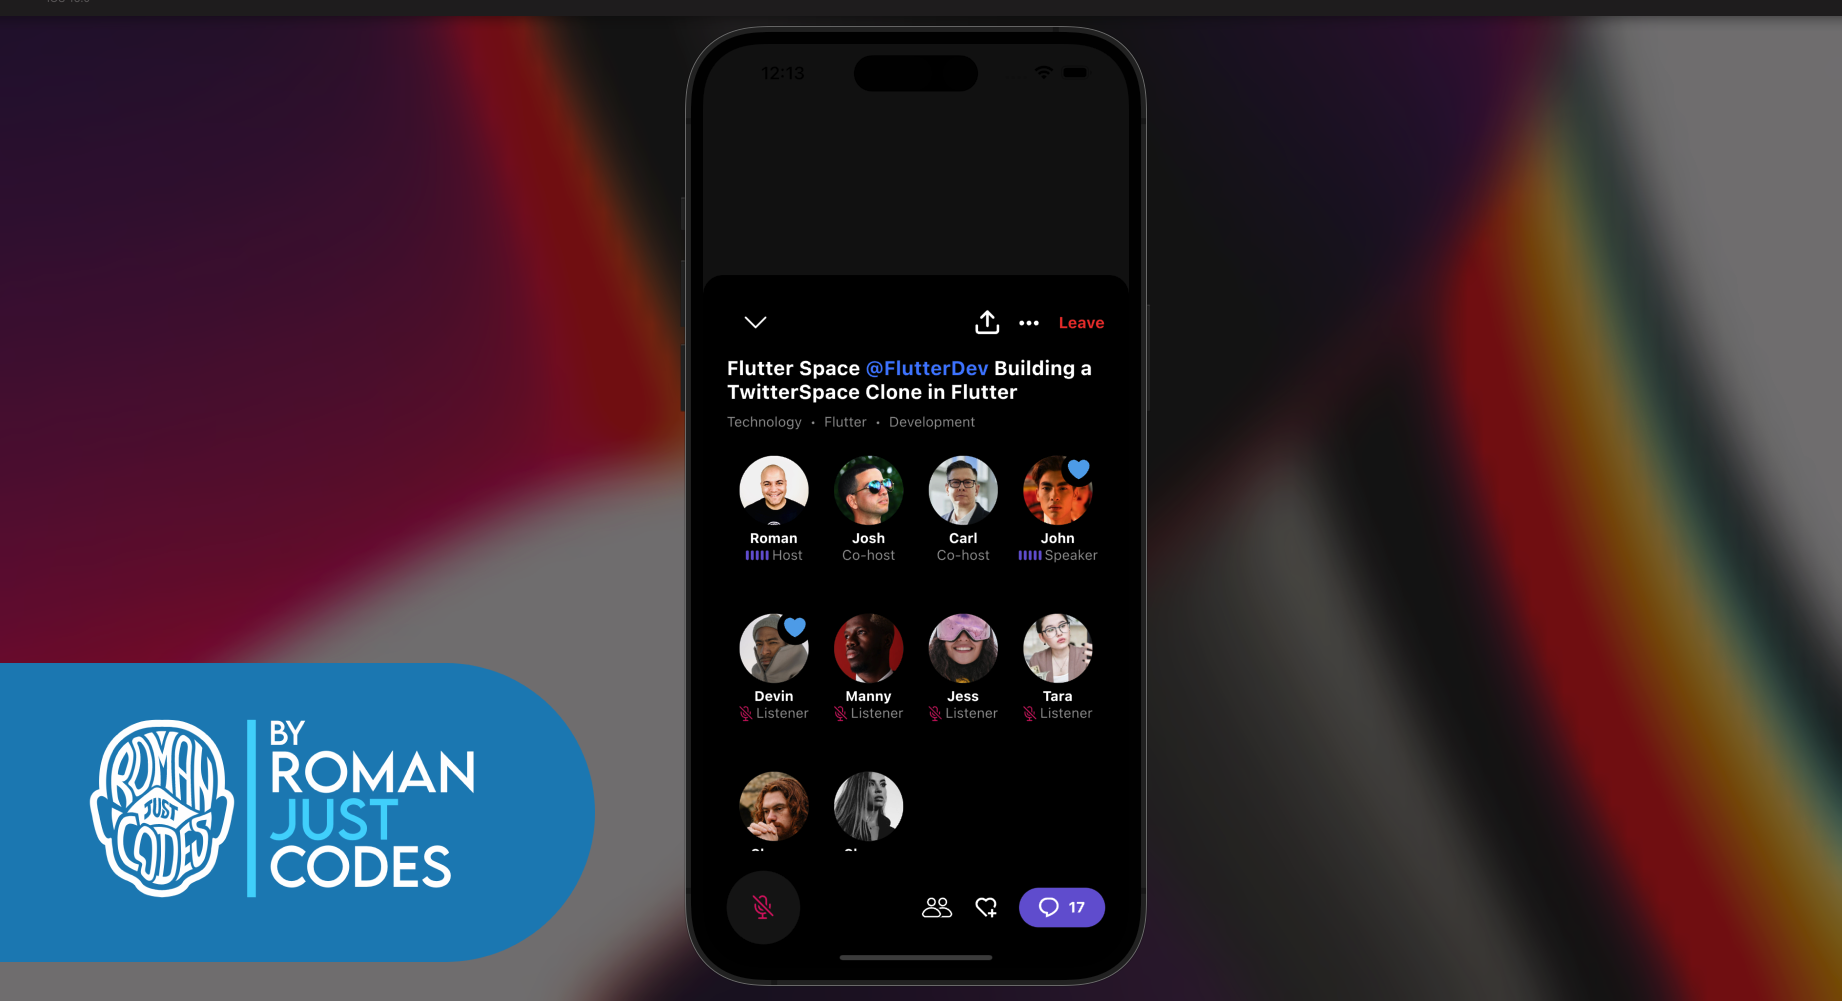 12:13
Leave
Flutter Space @FlutterDev Building a
TwitterSpace Clone in Flutter
Technology • Flutter • Development
Roman Josh Carl John
Host Co-host Co-host Speaker
Devin Manny Jess Tara
Listener Listener Listener Listener
17
ROMAN
JUST
CODES
BY
ROMAN
JUST
CODES